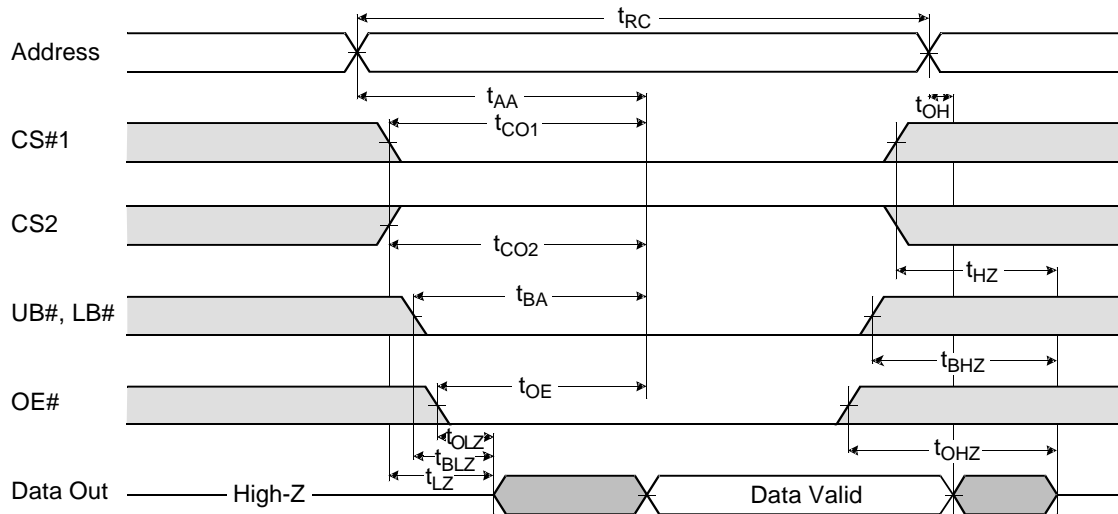 tRC
Address
tAA
tOH
tCO1
CS#1
CS2
tCO2
tHZ
tBA
UB#, LB#
tBHZ
tOE
OE#
tOLZ
tOHZ
tBLZ
tLZ
Data Out
High-Z
Data Valid